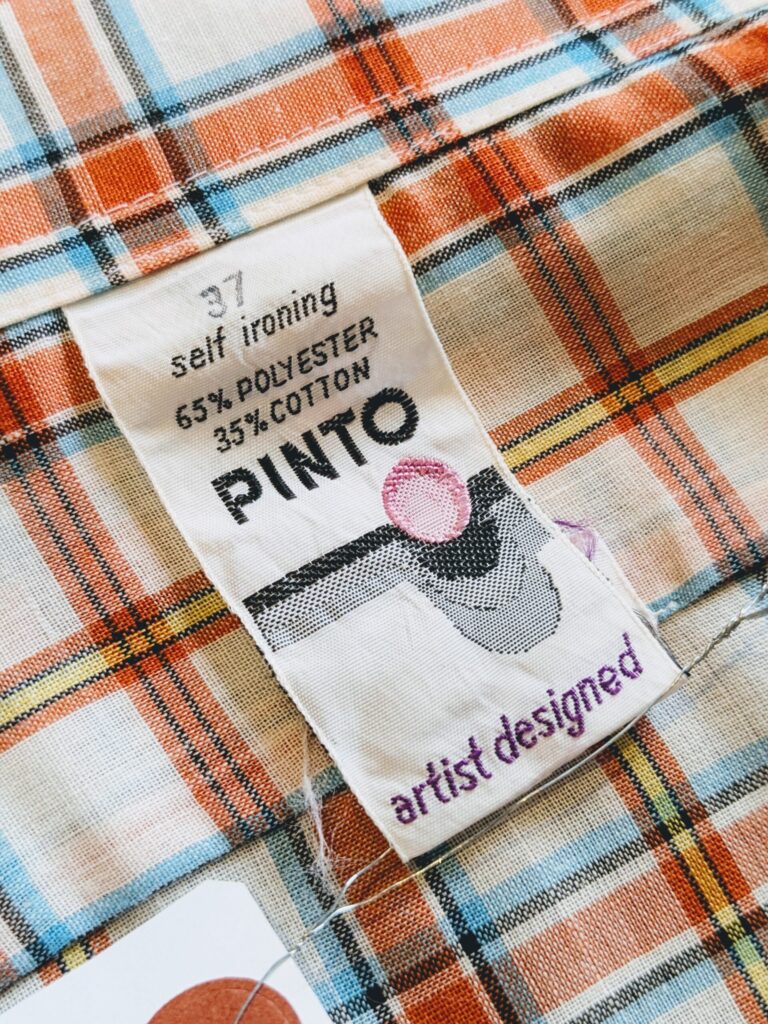 37
self ironing
65% POLYESTER
35% COTTON
PINTO
artist designed